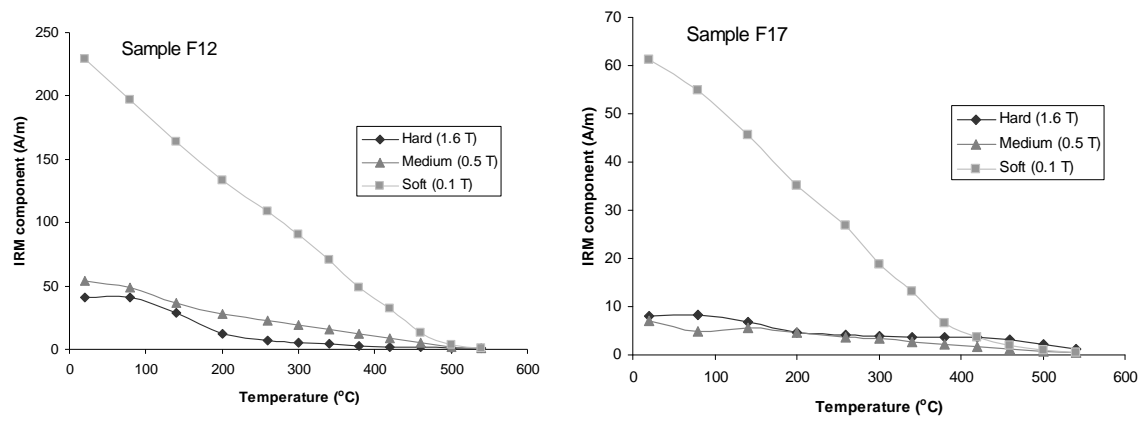 Sample F12
IRM component (A/m)
250
200
150
100
50
0
0 100 200 300 400 500 600
Temperature (°C)
Hard (1.6 T)
Medium (0.5 T)
Soft (0.1 T)
Sample F17
IRM component (A/m)
70
60
50
40
30
20
10
0
0 100 200 300 400 500 600
Temperature (°C)
Hard (1.6 T)
Medium (0.5 T)
Soft (0.1 T)